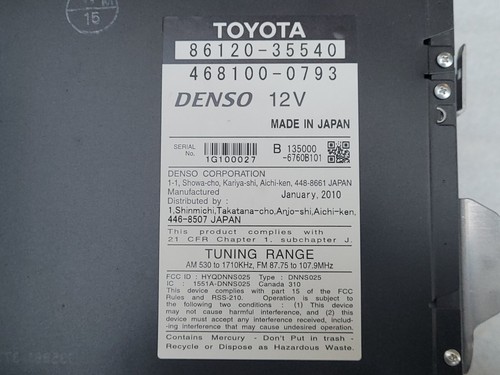 15
TOYOTA
86120-35540
468100-0793
DENSO 12V
MADE IN JAPAN
SERIAL No. 1G100027 B 135000 -6760B101
DENSO CORPORATION
1-1, Showa-cho, Kariya-shi, Aichi-ken, 448-8661 JAPAN
Manufactured January, 2010
Distributed by :
1,Shinmichi,Takatana-cho,Anjo-shi,Aichi-ken,
446-8507 JAPAN
This product complies with
21 CFR Chapter 1, subchapter J.
TUNING RANGE
AM 530 to 1710KHz, FM 87.75 to 107.9MHz
FCC ID : HYQDNNS025 Type : DNNS025
IC : 1551A-DNNS025 Canada 310
This device complies with part 15 of the FCC
Rules and RSS-210. Operation is subject to
the following two conditions : (1) This device
may not cause harmful interference, and (2) this
device must accept any interference received, includ-
ing interference that may cause undesired operation.
Contains Mercury - Don't Put in trash -
Recycle or Dispose as Hazardous Waste.